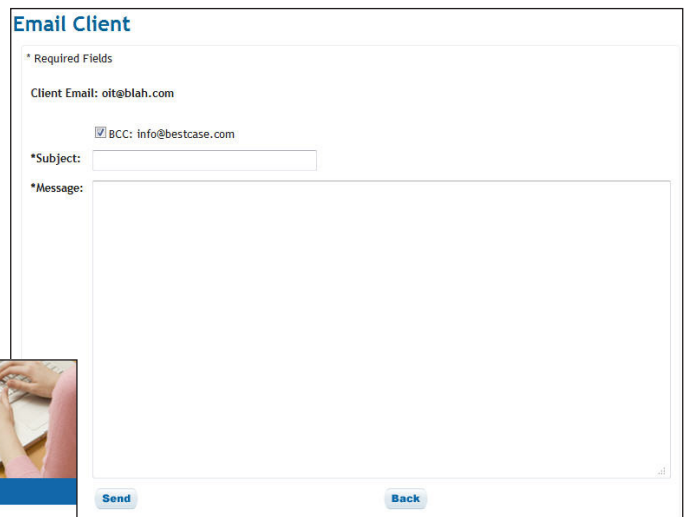 Email Client
* Required Fields
Client Email: oit@blah.com
BCC: info@bestcase.com
*Subject:
*Message:
Send Back